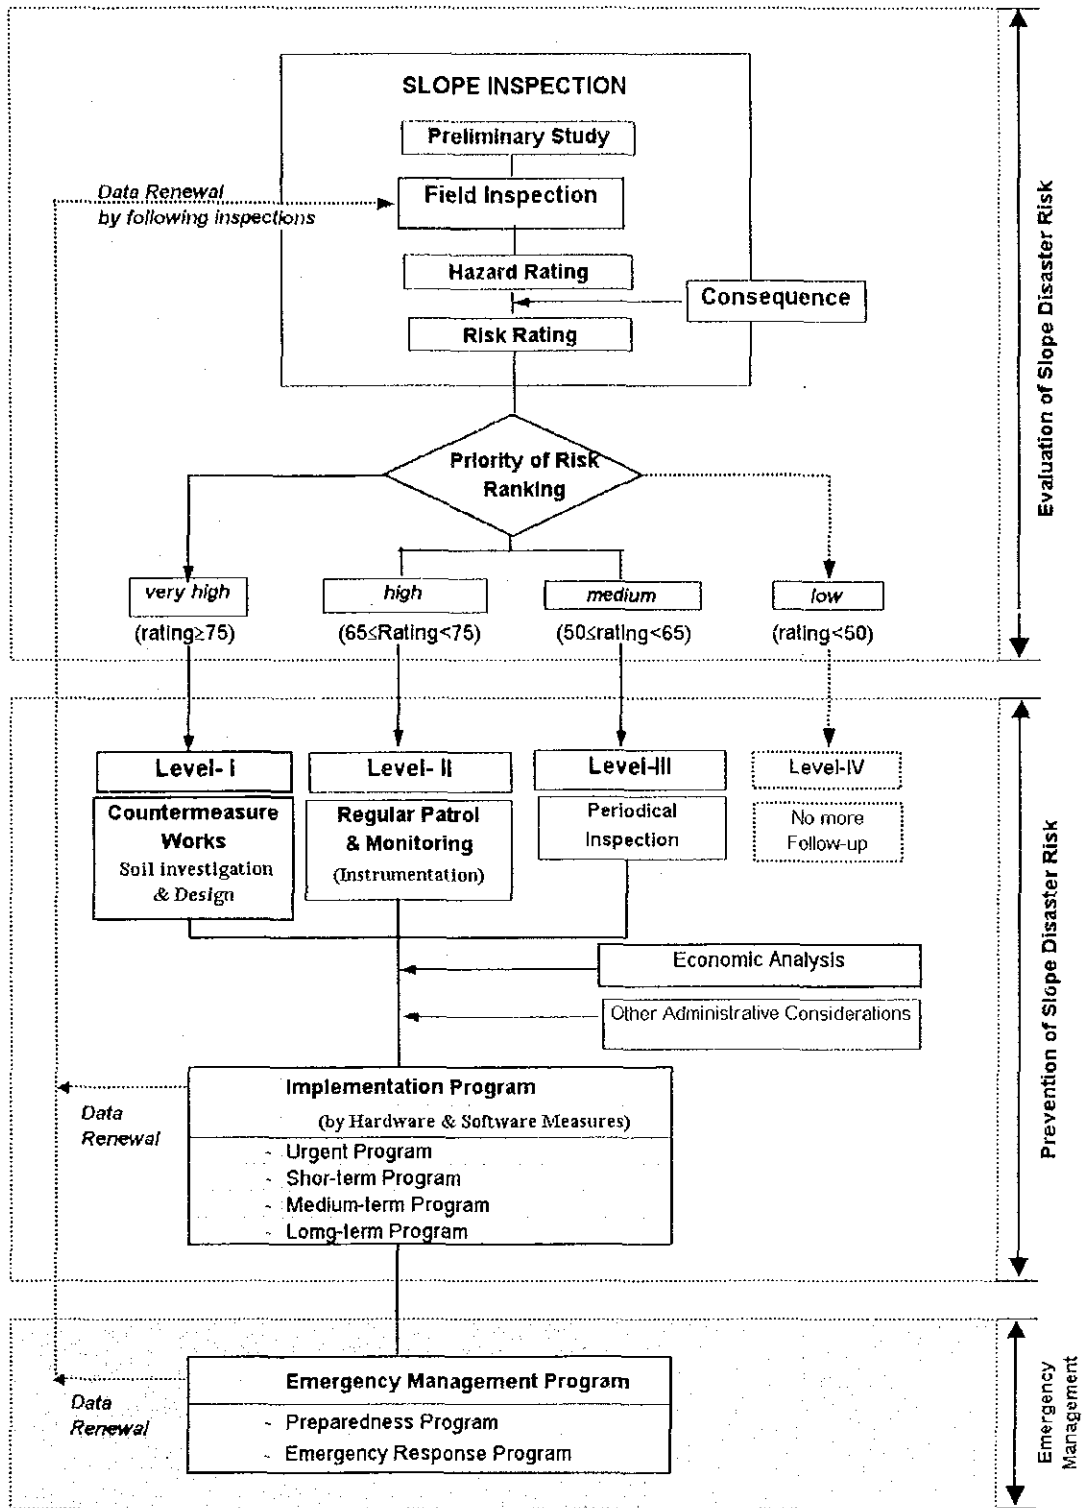 SLOPE INSPECTION
Preliminary Study
Data Renewal
by following inspections
Field Inspection
Hazard Rating
Consequence
Risk Rating
Priority of Risk
Ranking
very high
(rating≥75)
high
(65≤Rating<75)
medium
(50≤rating<65)
low
(rating<50)
Evaluation of Slope Disaster Risk
Level- I
Countermeasure
Works
Soil investigation
& Design
Level- II
Regular Patrol
& Monitoring
(Instrumentation)
Level-III
Periodical
Inspection
Level-IV
No more
Follow-up
Economic Analysis
Other Administrative Considerations
Implementation Program
(by Hardware & Software Measures)
- Urgent Program
- Shor-term Program
- Medium-term Program
- Lomg-term Program
Data
Renewal
Prevention of Slope Disaster Risk
Emergency Management Program
- Preparedness Program
- Emergency Response Program
Data
Renewal
Emergency
Management